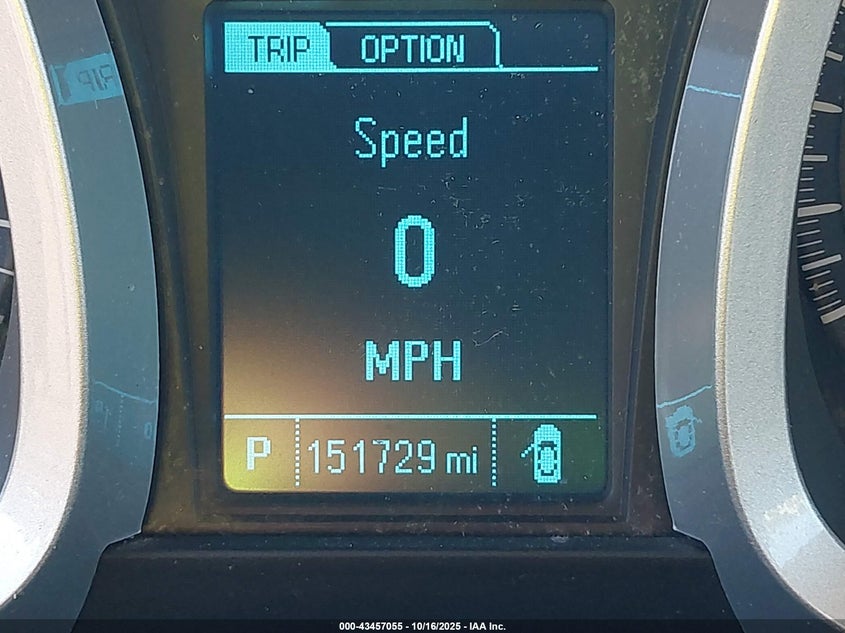 TRIP OPTION
Speed
0
MPH
P 151729 mi
000-43457055 - 10/16/2025 - IAA Inc.